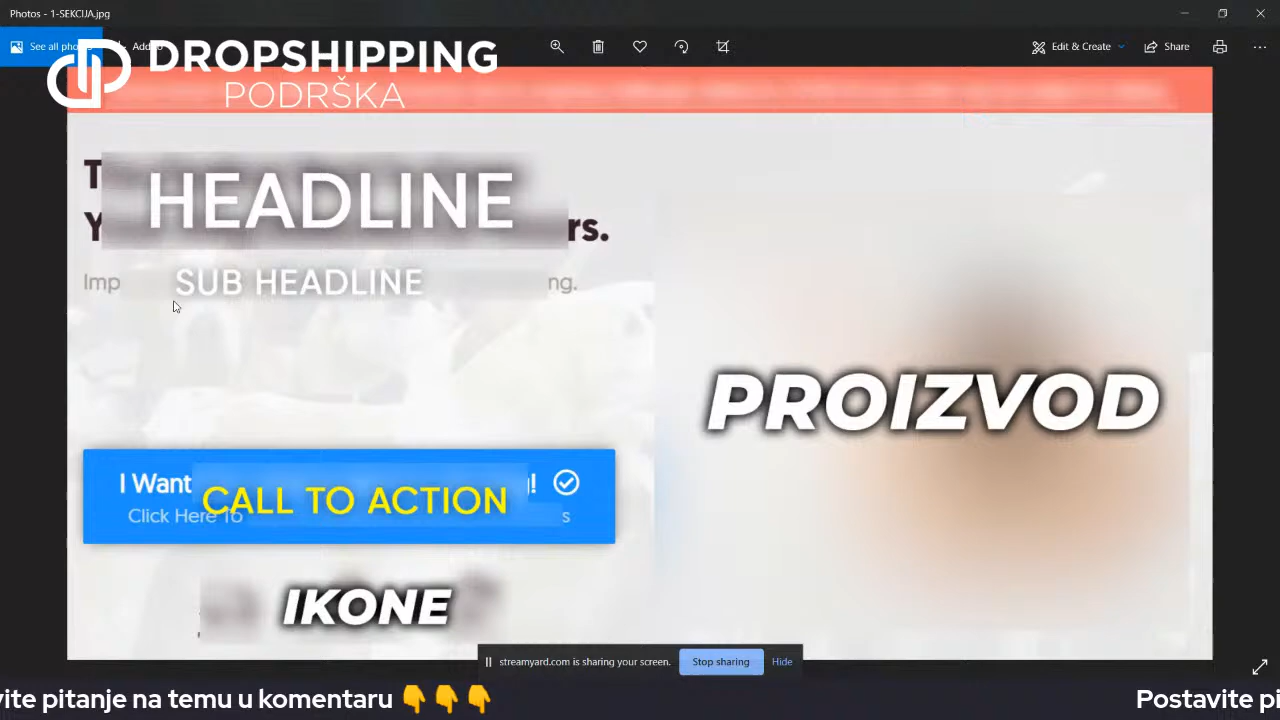 Photos - 1-SEKCIJA.jpg
See all
Add
Edit & Create
Share
DROPSHIPPING
PODRŠKA
HEADLINE
rs.
Imp
SUB HEADLINE
ng.
PROIZVOD
I Want
!
CALL TO ACTION
Click Here To
s
IKONE
streamyard.com is sharing your screen.
Stop sharing
Hide
vite pitanje na temu u komentaru 👇👇👇
Postavite pi